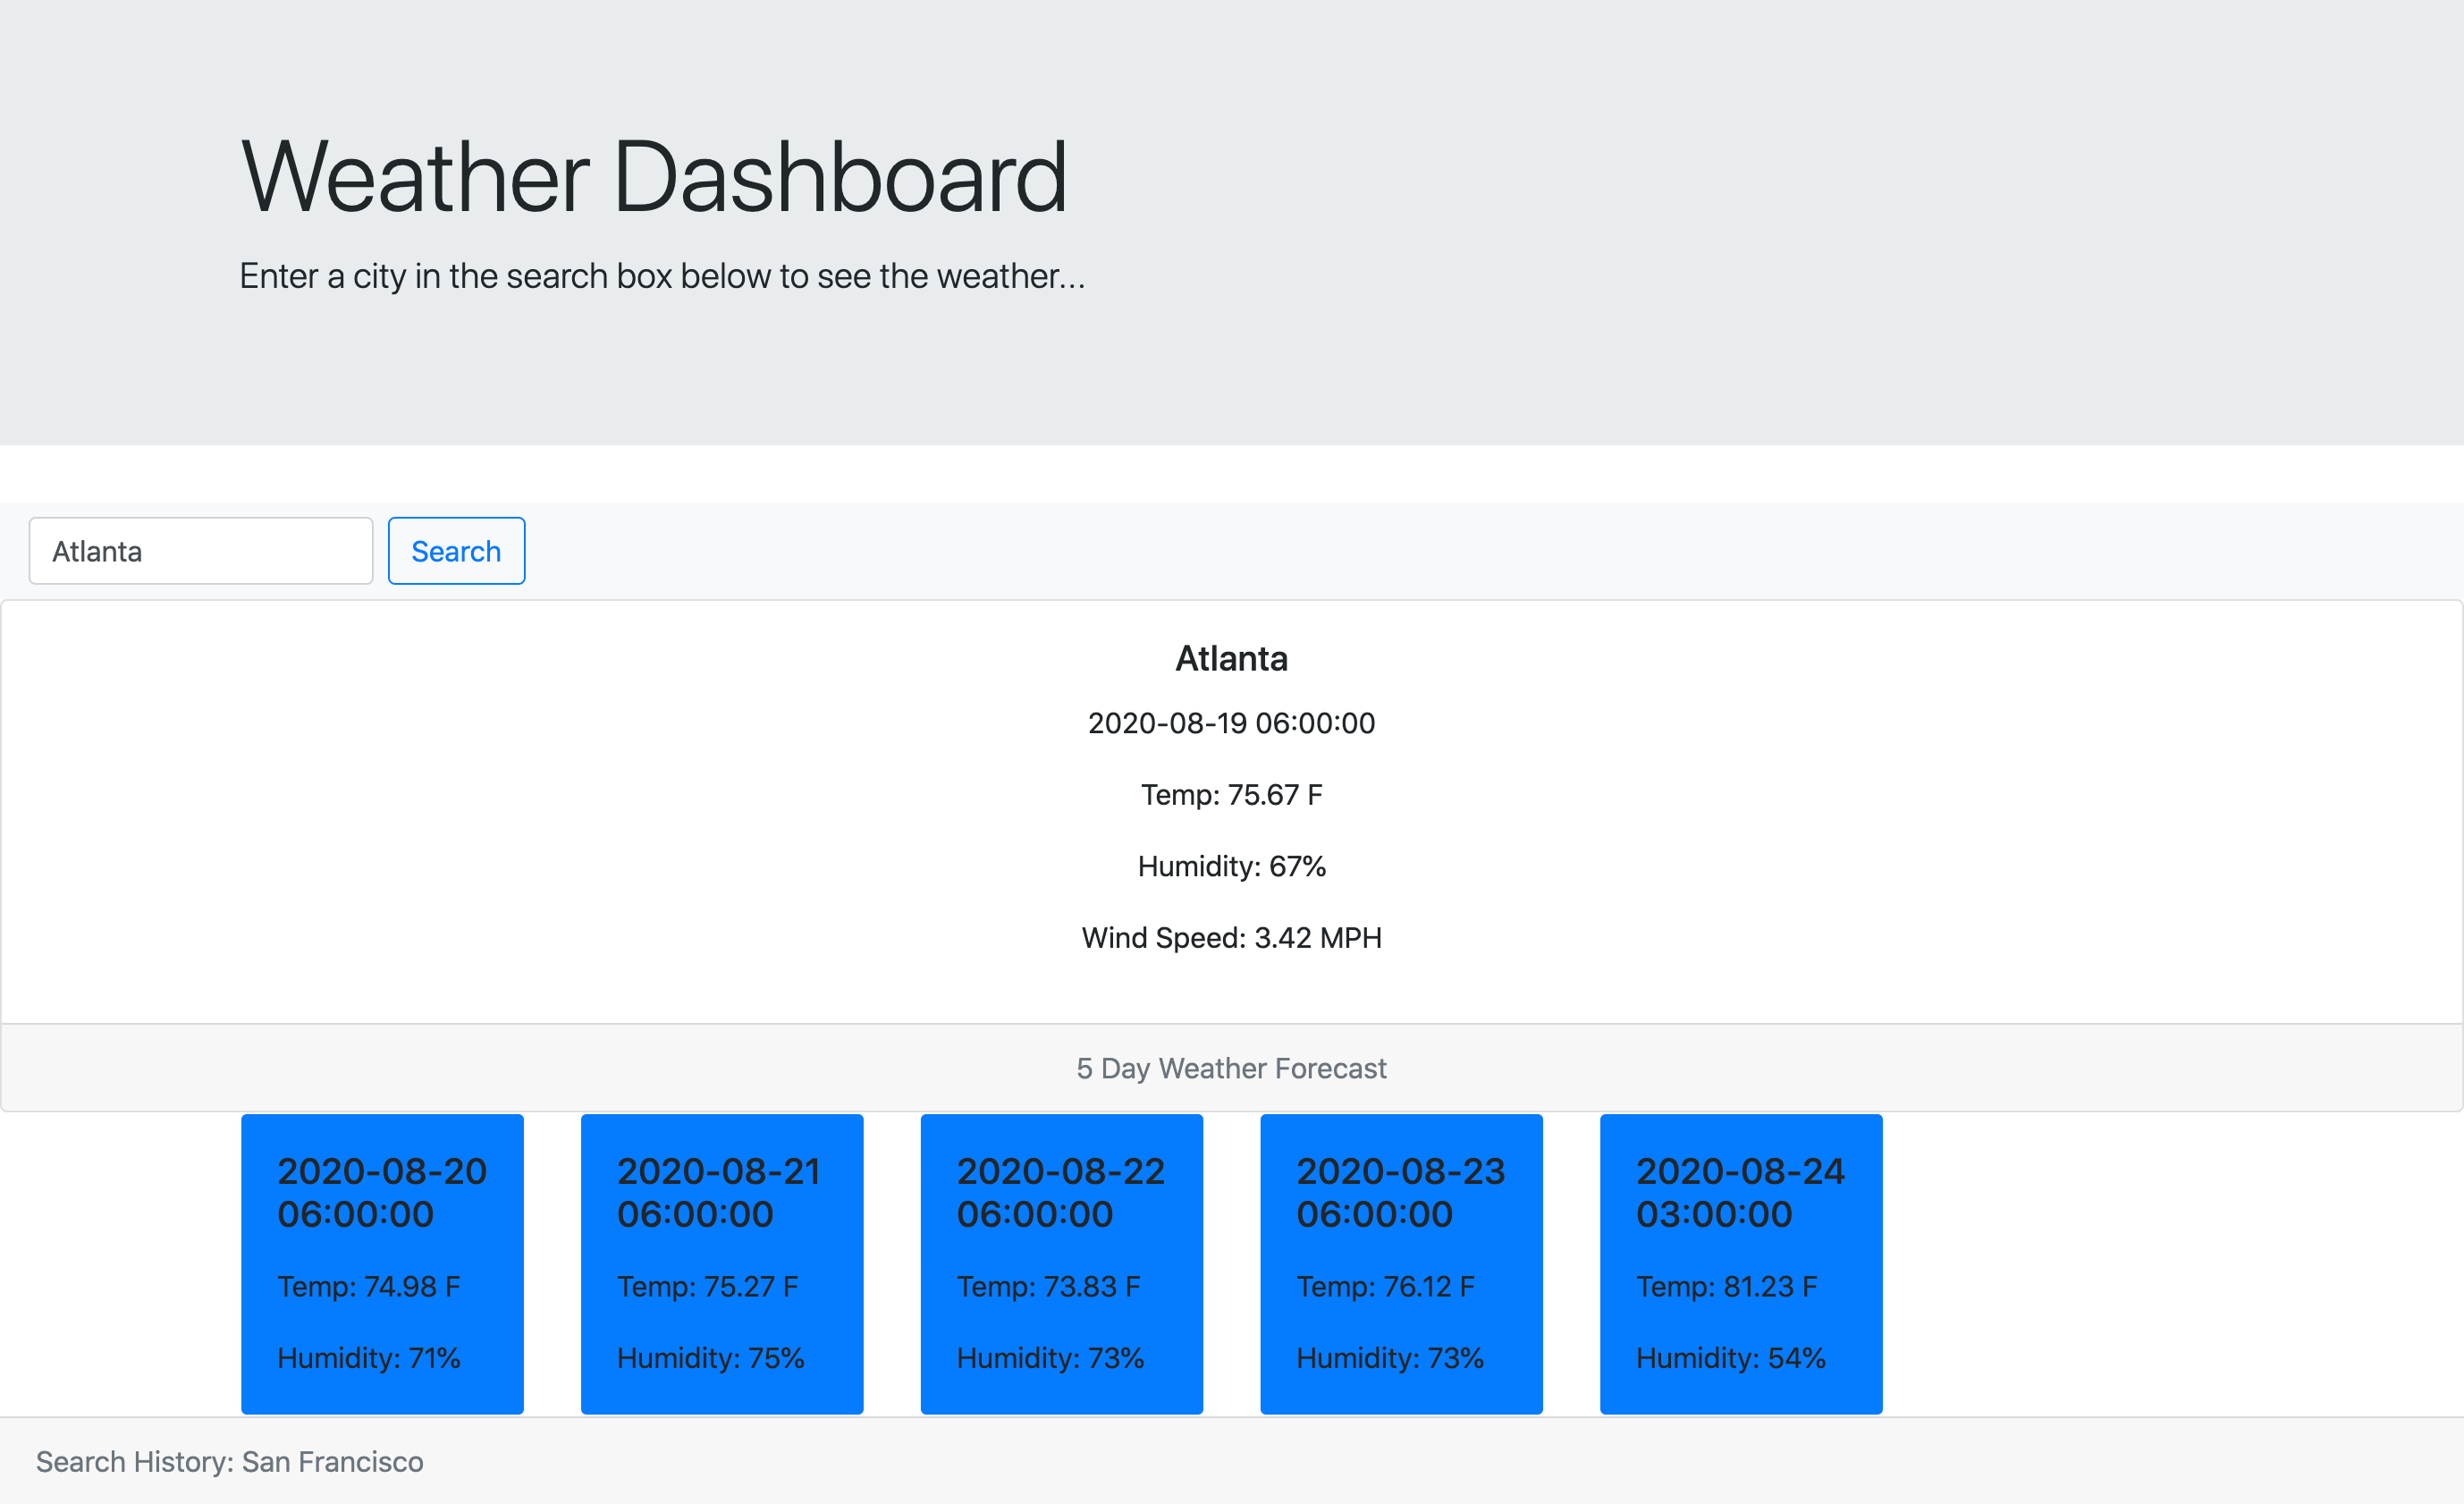 Weather Dashboard
Enter a city in the search box below to see the weather...
Atlanta
Search
Atlanta
2020-08-19 06:00:00
Temp: 75.67 F
Humidity: 67%
Wind Speed: 3.42 MPH
5 Day Weather Forecast
2020-08-20
06:00:00
Temp: 74.98 F
Humidity: 71%
2020-08-21
06:00:00
Temp: 75.27 F
Humidity: 75%
2020-08-22
06:00:00
Temp: 73.83 F
Humidity: 73%
2020-08-23
06:00:00
Temp: 76.12 F
Humidity: 73%
2020-08-24
03:00:00
Temp: 81.23 F
Humidity: 54%
Search History: San Francisco